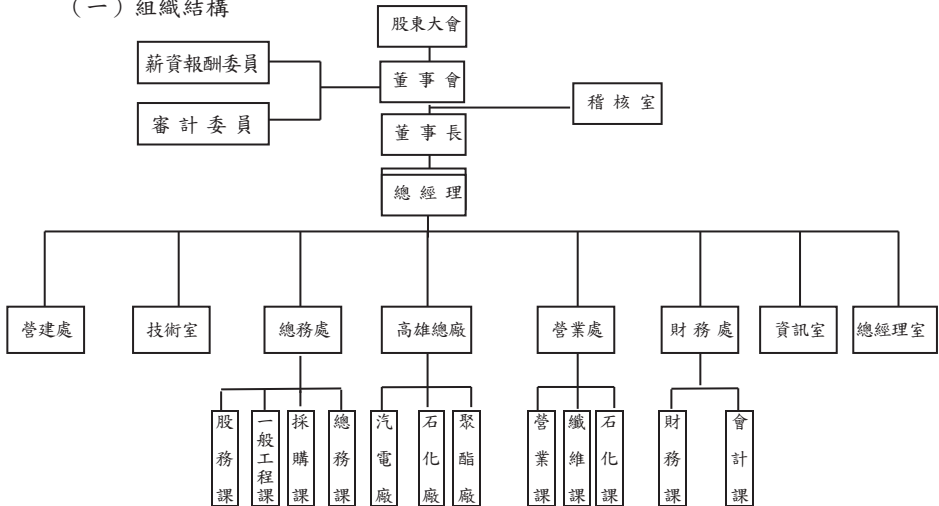 （一）組織結構
股東大會
薪資報酬委員
董事會
稽核室
審計委員
董事長
總經理
營建處
技術室
總務處
高雄總廠
營業處
財務處
資訊室
總經理室
股務課
一般工程課
採購課
總務課
汽電廠
石化廠
聚酯廠
營業課
纖維課
石化課
財務課
會計課